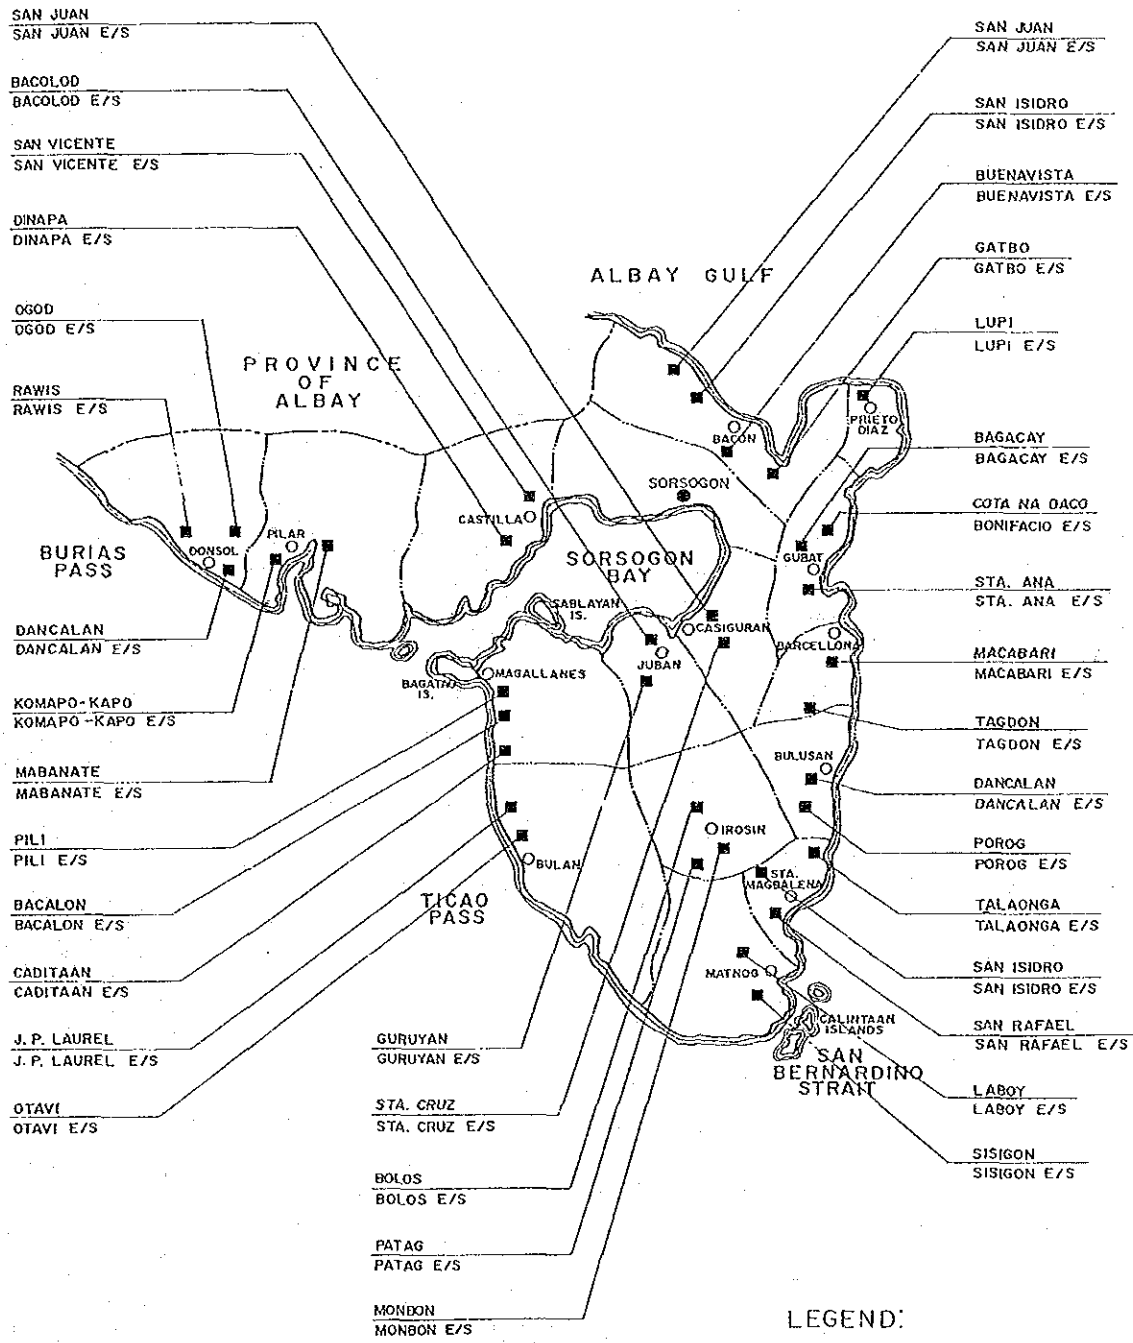 SAN JUAN
SAN JUAN E/S
BACOLOD
BACOLOD E/S
SAN VICENTE
SAN VICENTE E/S
DINAPA
DINAPA E/S
OGOD
OGOD E/S
RAWIS
RAWIS E/S
DANCALAN
DANCALAN E/S
KOMAPO-KAPO
KOMAPO-KAPO E/S
MABANATE
MABANATE E/S
PILI
PILI E/S
BACALON
BACALON E/S
CADITAAN
CADITAAN E/S
J.P. LAUREL
J.P. LAUREL E/S
OTAVI
OTAVI E/S
ALBAY GULF
PROVINCE
OF
ALBAY
BURIAS
PASS
DONSOL
PILAR
CASTILLA
SORSOGON
BACON
PRIETO
DIAZ
GUBAT
SORSOGON
BAY
SABLAYAN
IS.
CASIGURAN
JUBAN
BARCELLONA
MAGALLANES
IS.
BULUSAN
IROSIN
BULAN
STA.
MAGDALENA
TICAO
PASS
MATNOG
CALINTAAN
ISLANDS
SAN
BERNARDINO
STRAIT
GURUYAN
GURUYAN E/S
STA. CRUZ
STA. CRUZ E/S
BOLOS
BOLOS E/S
PATAG
PATAG E/S
MONBON
MONBON E/S
SAN JUAN
SAN JUAN E/S
SAN ISIDRO
SAN ISIDRO E/S
BUENAVISTA
BUENAVISTA E/S
GATBO
GATBO E/S
LUPI
LUPI E/S
BAGACAY
BAGACAY E/S
COTA NA DACO
BONIFACIO E/S
STA. ANA
STA. ANA E/S
MACABARI
MACABARI E/S
TAGDON
TAGDON E/S
DANCALAN
DANCALAN E/S
POROG
POROG E/S
TALAONGA
TALAONGA E/S
SAN ISIDRO
SAN ISIDRO E/S
SAN RAFAEL
SAN RAFAEL E/S
LABOY
LABOY E/S
SISIGON
SISIGON E/S
LEGEND: